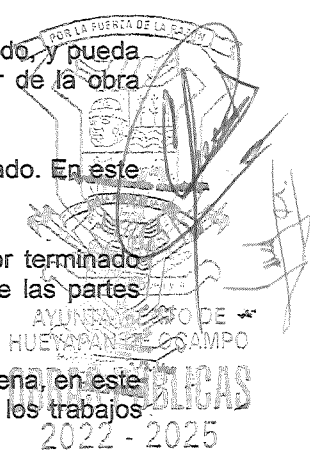 POR LA FUERZA DE LA RAZÓN
do, y pueda
r de la obra
ado. En este
or terminado
e las partes
AYUNTAMIENTO DE
HUEYAPAN DE OCAMPO
ena, en este
OBRAS PÚBLICAS
los trabajos
2022 - 2025